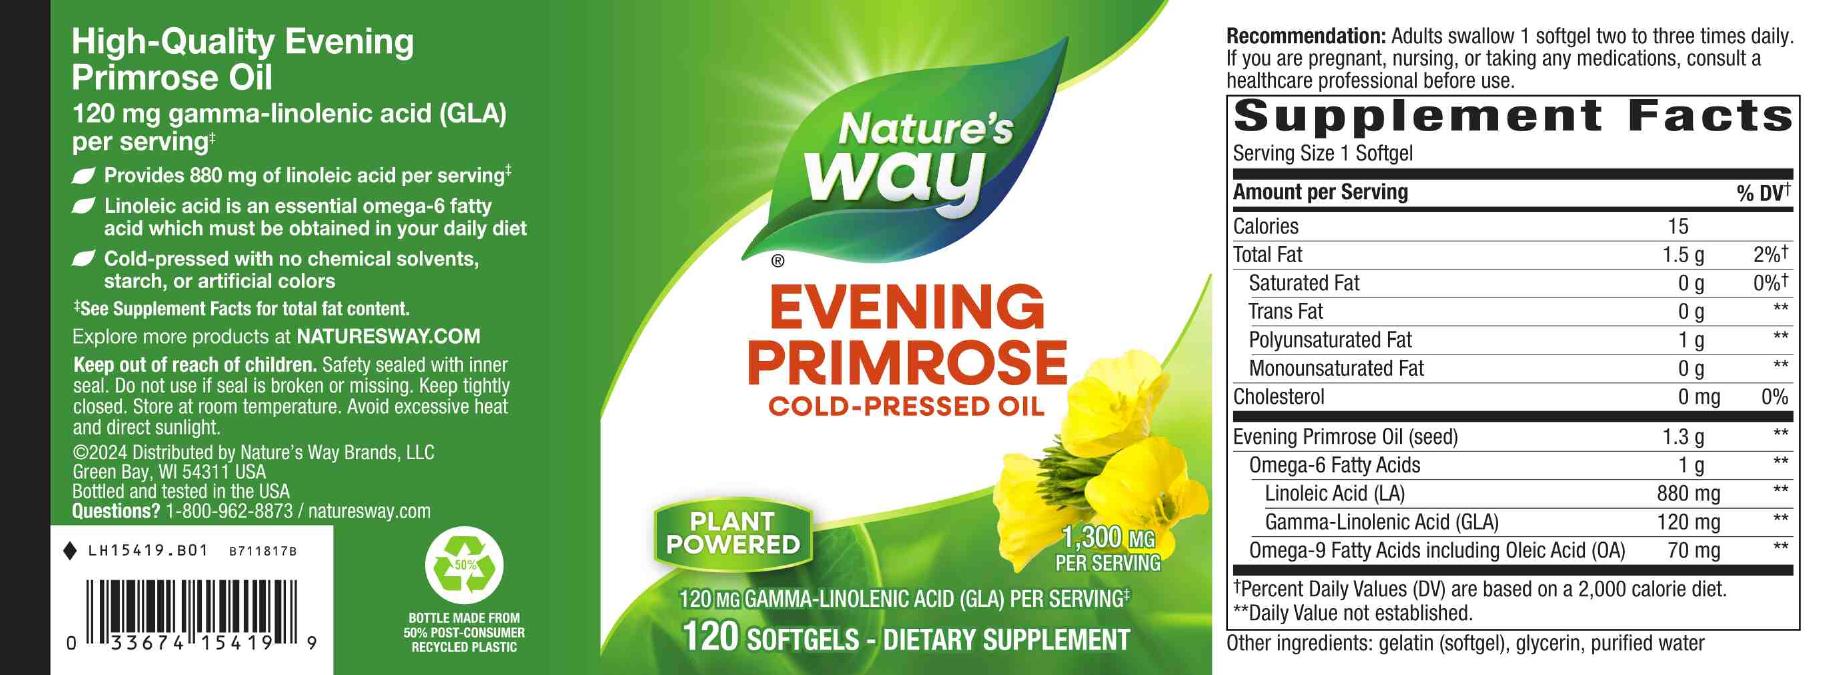 High-Quality Evening
Primrose Oil
120 mg gamma-linolenic acid (GLA)
per serving‡
Provides 880 mg of linoleic acid per serving‡
Linoleic acid is an essential omega-6 fatty
acid which must be obtained in your daily diet
Cold-pressed with no chemical solvents,
starch, or artificial colors
‡See Supplement Facts for total fat content.
Explore more products at NATURESWAY.COM
Keep out of reach of children. Safety sealed with inner
seal. Do not use if seal is broken or missing. Keep tightly
closed. Store at room temperature. Avoid excessive heat
and direct sunlight.
©2024 Distributed by Nature's Way Brands, LLC
Green Bay, WI 54311 USA
Bottled and tested in the USA
Questions? 1-800-962-8873 / naturesway.com
LH15419.B01 B711817B
0 33674 15419 9
50%
BOTTLE MADE FROM
50% POST-CONSUMER
RECYCLED PLASTIC
Nature's
way
®
EVENING
PRIMROSE
COLD-PRESSED OIL
PLANT
POWERED
1,300 MG
PER SERVING
120 MG GAMMA-LINOLENIC ACID (GLA) PER SERVING‡
120 SOFTGELS - DIETARY SUPPLEMENT
Recommendation: Adults swallow 1 softgel two to three times daily.
If you are pregnant, nursing, or taking any medications, consult a
healthcare professional before use.
Supplement Facts
Serving Size 1 Softgel
Amount per Serving % DV†
Calories 15
Total Fat 1.5 g 2%†
Saturated Fat 0 g 0%†
Trans Fat 0 g **
Polyunsaturated Fat 1 g **
Monounsaturated Fat 0 g **
Cholesterol 0 mg 0%
Evening Primrose Oil (seed) 1.3 g **
Omega-6 Fatty Acids 1 g **
Linoleic Acid (LA) 880 mg **
Gamma-Linolenic Acid (GLA) 120 mg **
Omega-9 Fatty Acids including Oleic Acid (OA) 70 mg **
†Percent Daily Values (DV) are based on a 2,000 calorie diet.
**Daily Value not established.
Other ingredients: gelatin (softgel), glycerin, purified water